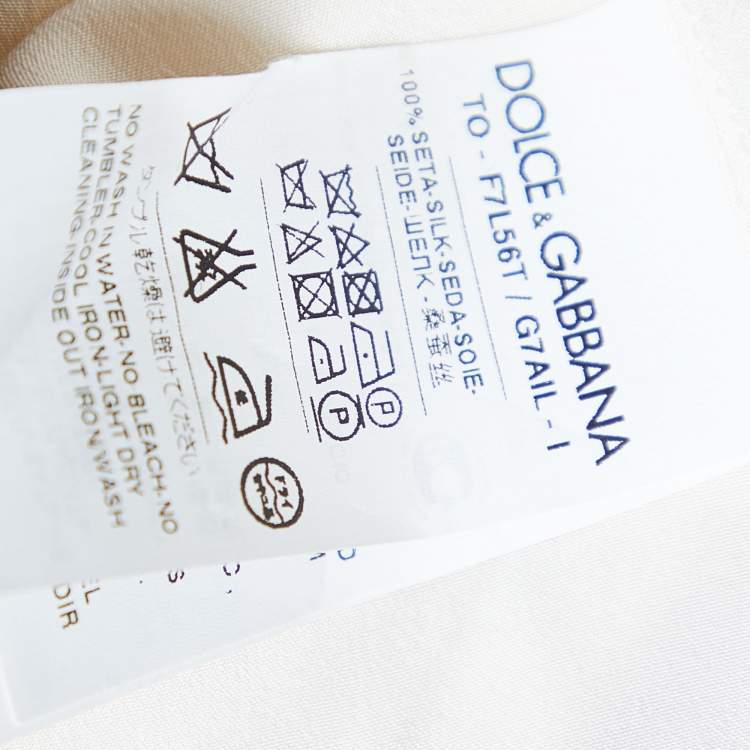 DOLCE & GABBANA
TO - F7L56T / G7AIL - I
100% SETA-SILK-SEDA-SOIE-
SEIDE-ШЕЛК-桑蚕丝
P P
ドライ
タンブル乾燥は避けてください
NO WASH IN WATER-NO BLEACH-NO
TUMBLER-COOL IRON-LIGHT DRY
CLEANING-INSIDE OUT IRON/WASH
EL
DIR